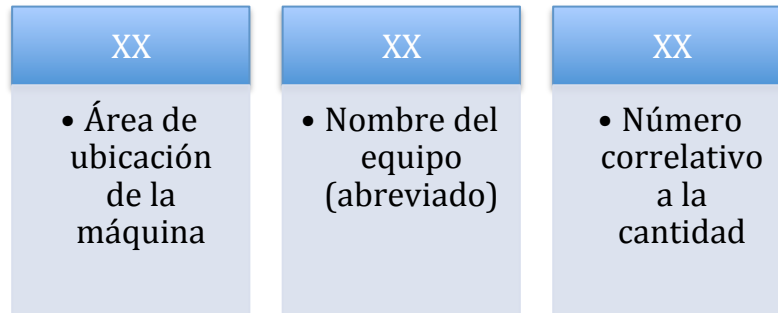 XX
• Área de
ubicación
de la
máquina
XX
• Nombre del
equipo
(abreviado)
XX
• Número
correlativo
a la
cantidad